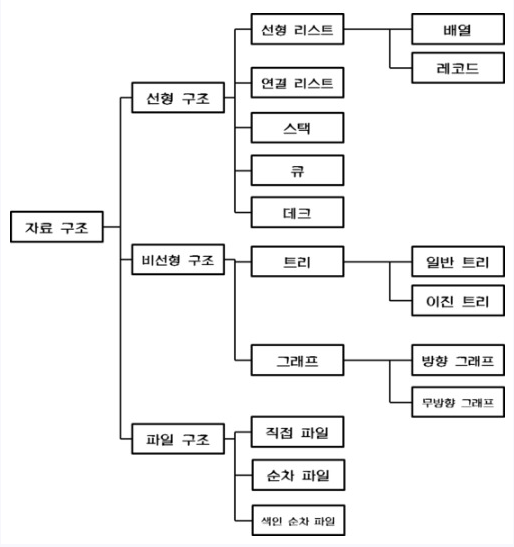 자료 구조
선형 구조
선형 리스트
배열
레코드
연결 리스트
스택
큐
데크
비선형 구조
트리
일반 트리
이진 트리
그래프
방향 그래프
무방향 그래프
파일 구조
직접 파일
순차 파일
색인 순차 파일